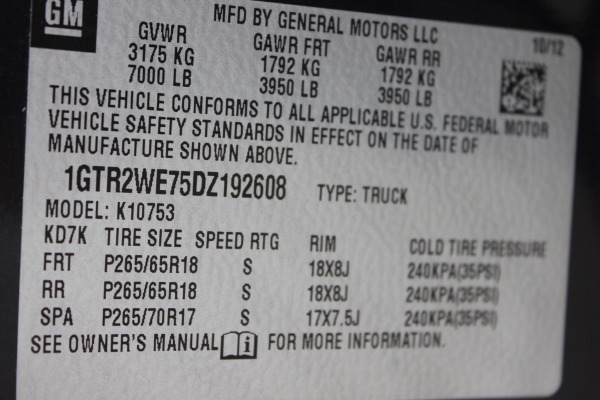 GM
MFD BY GENERAL MOTORS LLC
10/12
GVWR GAWR FRT GAWR RR
3175 KG 1792 KG 1792 KG
7000 LB 3950 LB 3950 LB
THIS VEHICLE CONFORMS TO ALL APPLICABLE U.S. FEDERAL MOTOR
VEHICLE SAFETY STANDARDS IN EFFECT ON THE DATE OF
MANUFACTURE SHOWN ABOVE.
1GTR2WE75DZ192608 TYPE: TRUCK
MODEL: K10753
KD7K TIRE SIZE SPEED RTG RIM COLD TIRE PRESSURE
FRT P265/65R18 S 18X8J 240KPA(35PSI)
RR P265/65R18 S 18X8J 240KPA(35PSI)
SPA P265/70R17 S 17X7.5J 240KPA(35PSI)
SEE OWNER'S MANUAL i FOR MORE INFORMATION.